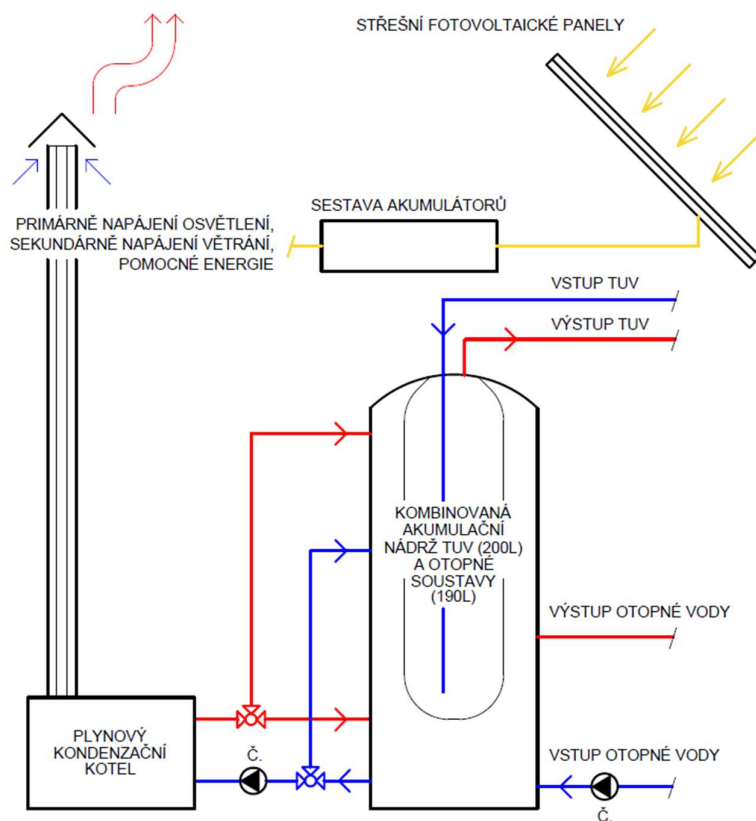 STŘEŠNÍ FOTOVOLTAICKÉ PANELY
SESTAVA AKUMULÁTORŮ
PRIMÁRNĚ NAPÁJENÍ OSVĚTLENÍ,
SEKUNDÁRNĚ NAPÁJENÍ VĚTRÁNÍ,
POMOCNÉ ENERGIE
VSTUP TUV
VÝSTUP TUV
KOMBINOVANÁ
AKUMULAČNÍ
NÁDRŽ TUV (200L)
A OTOPNÉ
SOUSTAVY
(190L)
VÝSTUP OTOPNÉ VODY
PLYNOVÝ
KONDENZAČNÍ
KOTEL
Č.
VSTUP OTOPNÉ VODY
Č.